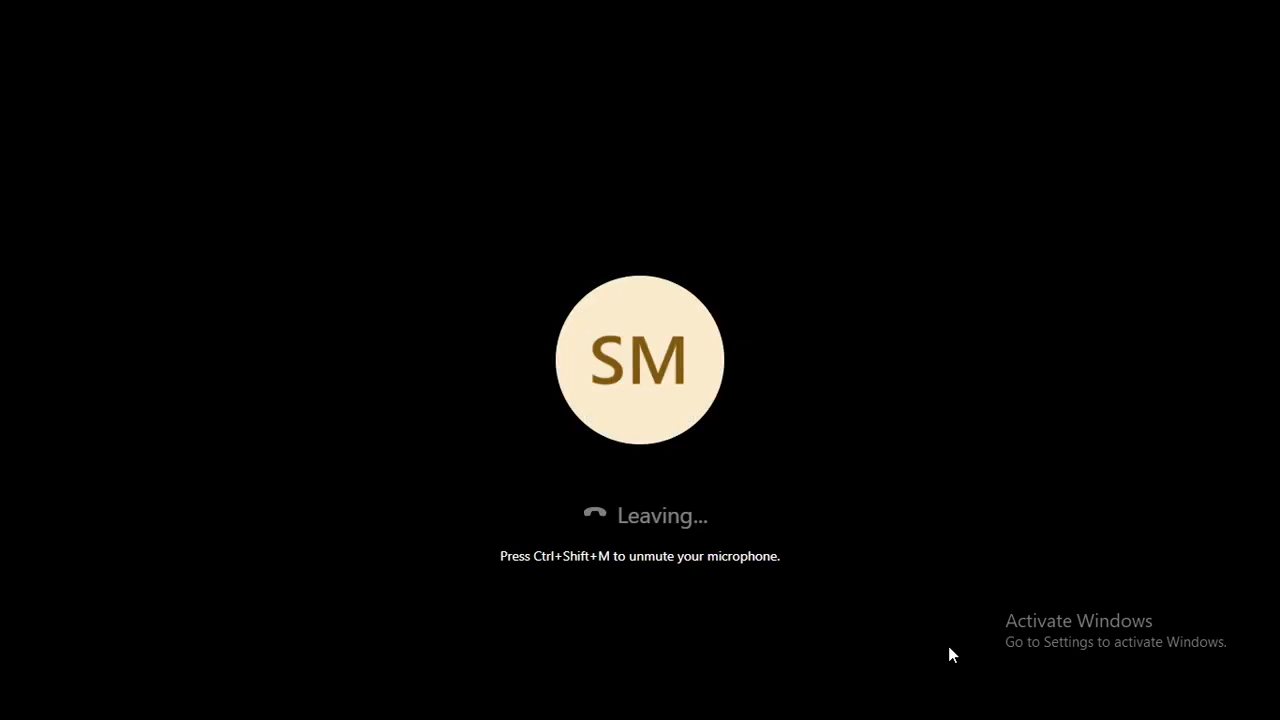 SM
Leaving...
Press Ctrl+Shift+M to unmute your microphone.
Activate Windows
Go to Settings to activate Windows.